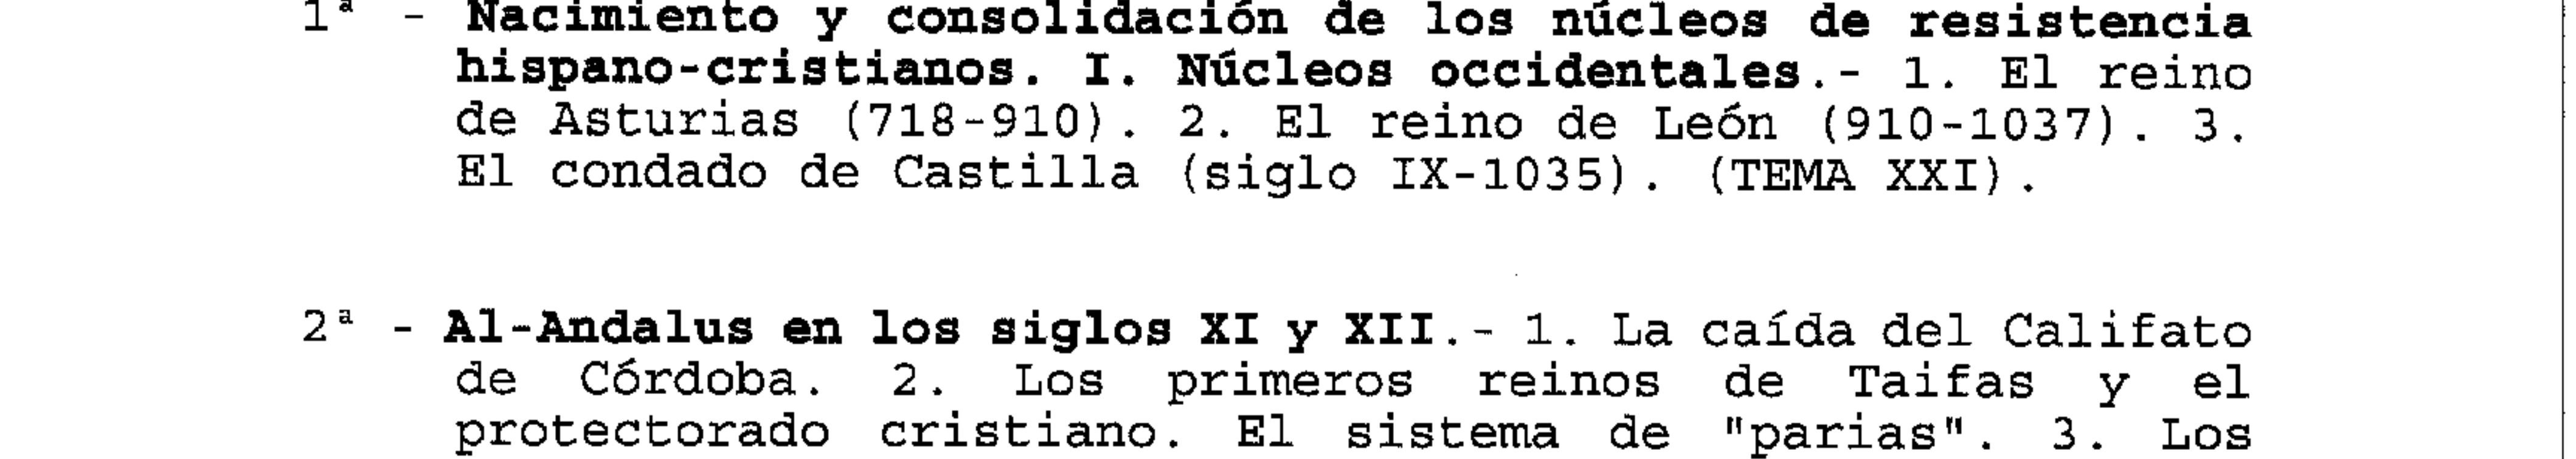 1ª - Nacimiento y consolidación de los núcleos de resistencia
hispano-cristianos. I. Núcleos occidentales.- 1. El reino
de Asturias (718-910). 2. El reino de León (910-1037). 3.
El condado de Castilla (siglo IX-1035). (TEMA XXI).
2ª - Al-Andalus en los siglos XI y XII.- 1. La caída del Califato
de Córdoba. 2. Los primeros reinos de Taifas y el
protectorado cristiano. El sistema de "parias". 3. Los